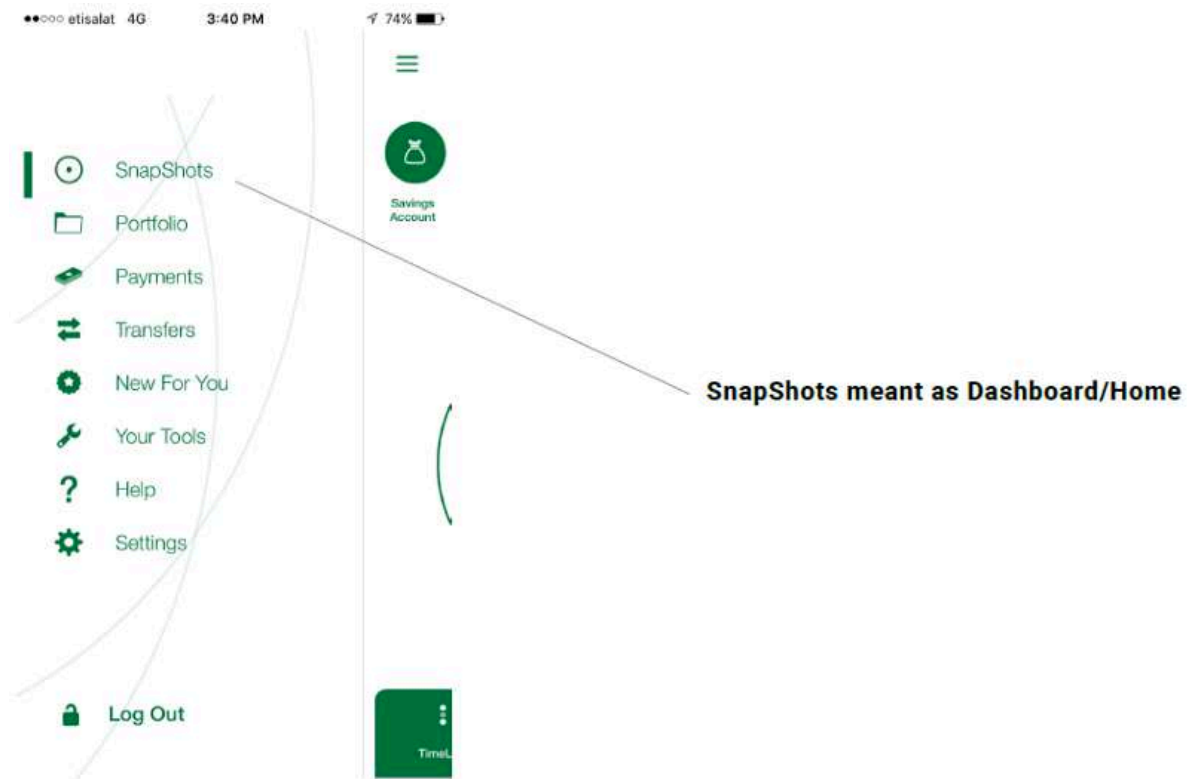 etisalat 4G 3:40 PM 74%
SnapShots
Savings
Account
Portfolio
Payments
Transfers
New For You
SnapShots meant as Dashboard/Home
Your Tools
Help
Settings
Log Out